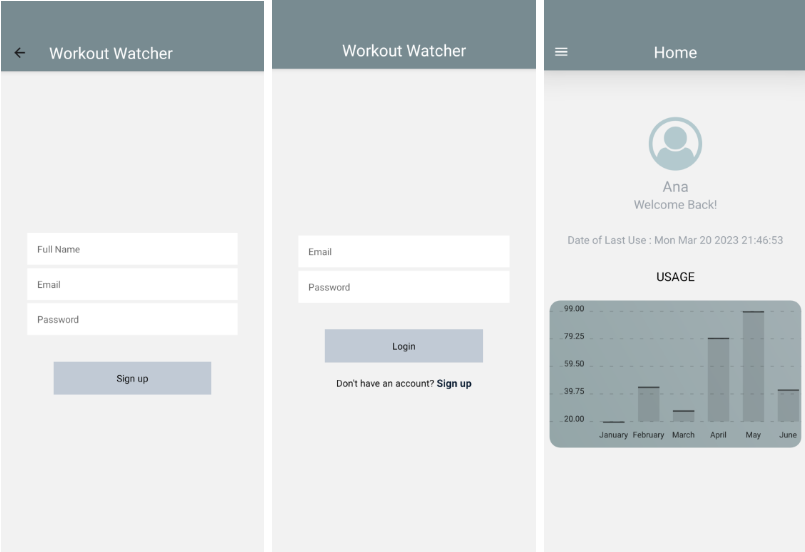 Workout Watcher
Full Name
Email
Password
Sign up
Workout Watcher
Email
Password
Login
Don't have an account? Sign up
Home
Ana
Welcome Back!
Date of Last Use : Mon Mar 20 2023 21:46:53
USAGE
99.00
79.25
59.50
39.75
20.00
January February March April May June